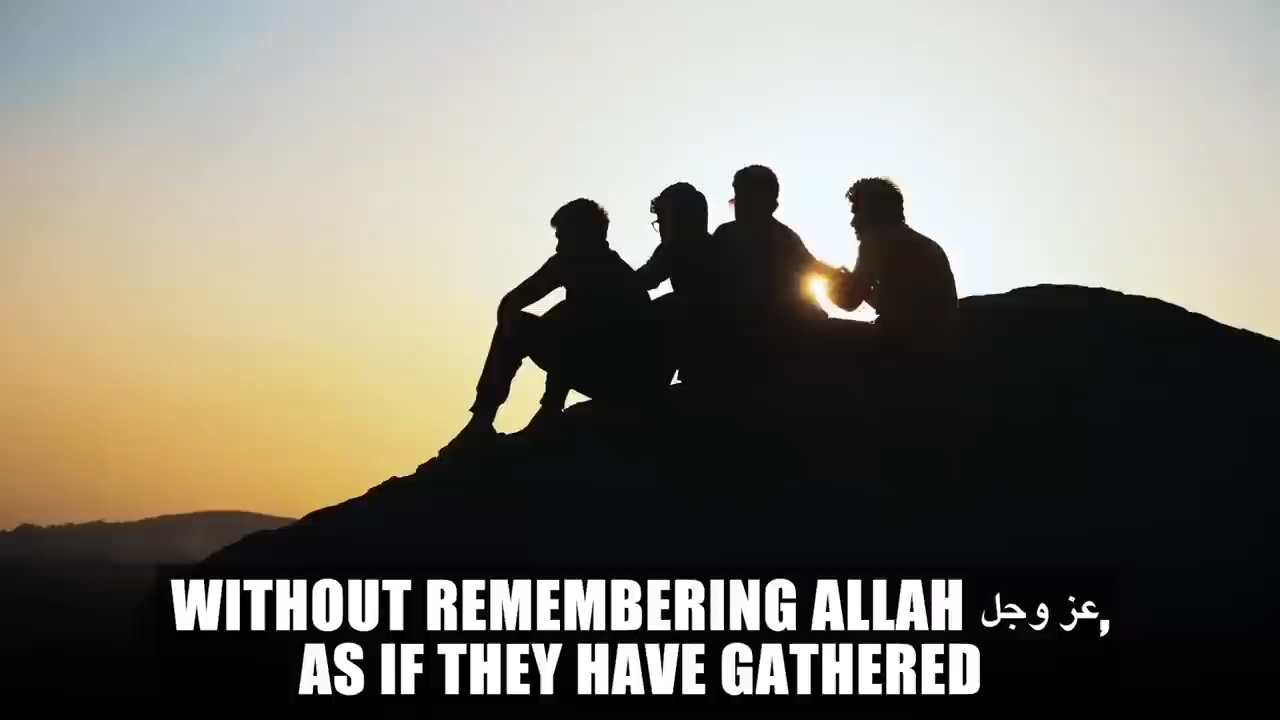 WITHOUT REMEMBERING ALLAH عز وجل,
AS IF THEY HAVE GATHERED